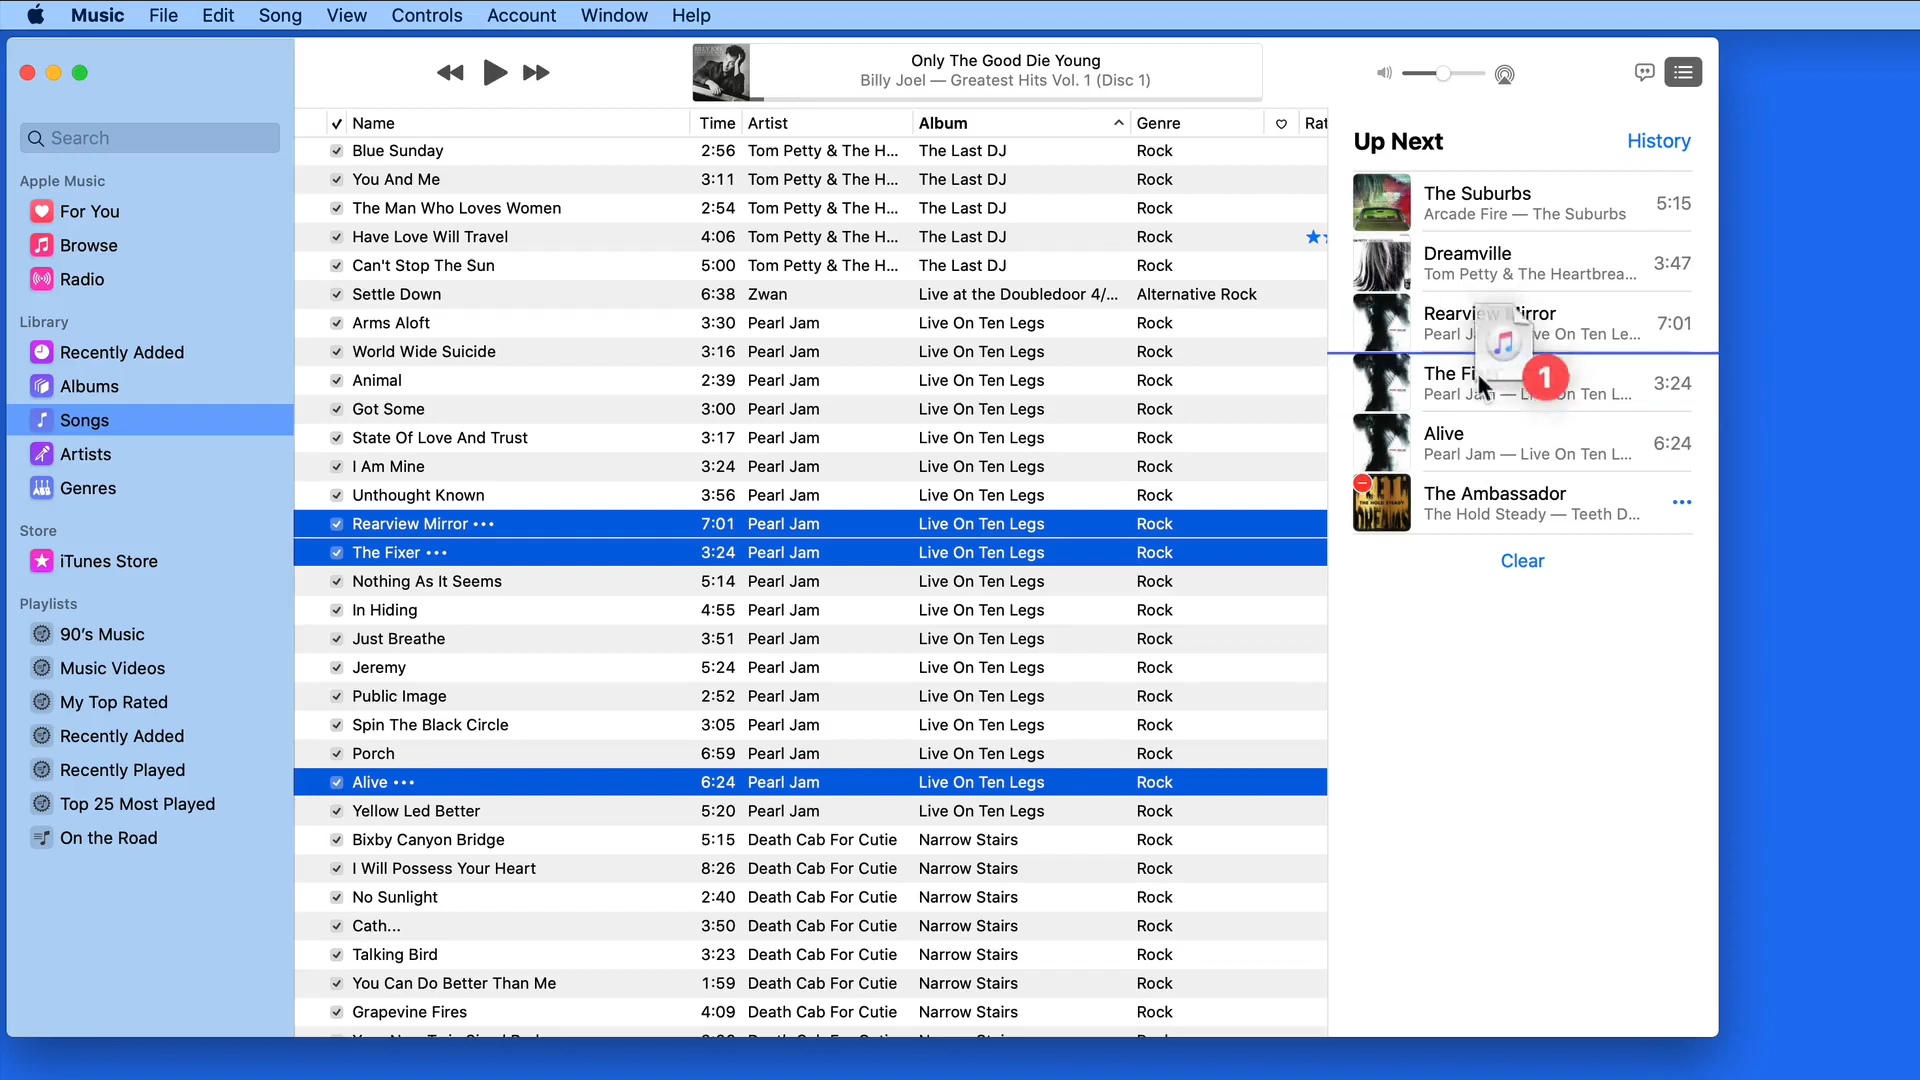 Music File Edit Song View Controls Account Window Help
Only The Good Die Young
Billy Joel — Greatest Hits Vol. 1 (Disc 1)
Search
Apple Music
For You
Browse
Radio
Library
Recently Added
Albums
Songs
Artists
Genres
Store
iTunes Store
Playlists
90's Music
Music Videos
My Top Rated
Recently Added
Recently Played
Top 25 Most Played
On the Road
Name Time Artist Album Genre Rat
Blue Sunday 2:56 Tom Petty & The H... The Last DJ Rock
You And Me 3:11 Tom Petty & The H... The Last DJ Rock
The Man Who Loves Women 2:54 Tom Petty & The H... The Last DJ Rock
Have Love Will Travel 4:06 Tom Petty & The H... The Last DJ Rock
Can't Stop The Sun 5:00 Tom Petty & The H... The Last DJ Rock
Settle Down 6:38 Zwan Live at the Doubledoor 4/... Alternative Rock
Arms Aloft 3:30 Pearl Jam Live On Ten Legs Rock
World Wide Suicide 3:16 Pearl Jam Live On Ten Legs Rock
Animal 2:39 Pearl Jam Live On Ten Legs Rock
Got Some 3:00 Pearl Jam Live On Ten Legs Rock
State Of Love And Trust 3:17 Pearl Jam Live On Ten Legs Rock
I Am Mine 3:24 Pearl Jam Live On Ten Legs Rock
Unthought Known 3:56 Pearl Jam Live On Ten Legs Rock
Rearview Mirror ••• 7:01 Pearl Jam Live On Ten Legs Rock
The Fixer ••• 3:24 Pearl Jam Live On Ten Legs Rock
Nothing As It Seems 5:14 Pearl Jam Live On Ten Legs Rock
In Hiding 4:55 Pearl Jam Live On Ten Legs Rock
Just Breathe 3:51 Pearl Jam Live On Ten Legs Rock
Jeremy 5:24 Pearl Jam Live On Ten Legs Rock
Public Image 2:52 Pearl Jam Live On Ten Legs Rock
Spin The Black Circle 3:05 Pearl Jam Live On Ten Legs Rock
Porch 6:59 Pearl Jam Live On Ten Legs Rock
Alive ••• 6:24 Pearl Jam Live On Ten Legs Rock
Yellow Led Better 5:20 Pearl Jam Live On Ten Legs Rock
Bixby Canyon Bridge 5:15 Death Cab For Cutie Narrow Stairs Rock
I Will Possess Your Heart 8:26 Death Cab For Cutie Narrow Stairs Rock
No Sunlight 2:40 Death Cab For Cutie Narrow Stairs Rock
Cath... 3:50 Death Cab For Cutie Narrow Stairs Rock
Talking Bird 3:23 Death Cab For Cutie Narrow Stairs Rock
You Can Do Better Than Me 1:59 Death Cab For Cutie Narrow Stairs Rock
Grapevine Fires 4:09 Death Cab For Cutie Narrow Stairs Rock
Up Next History
The Suburbs
Arcade Fire — The Suburbs 5:15
Dreamville
Tom Petty & The Heartbrea... 3:47
Rearview Mirror
Pearl Live On Ten Le... 7:01
The
1
Pearl Jam — On Ten L... 3:24
Alive
Pearl Jam — Live On Ten L... 6:24
The Ambassador
The Hold Steady — Teeth D... •••
Clear